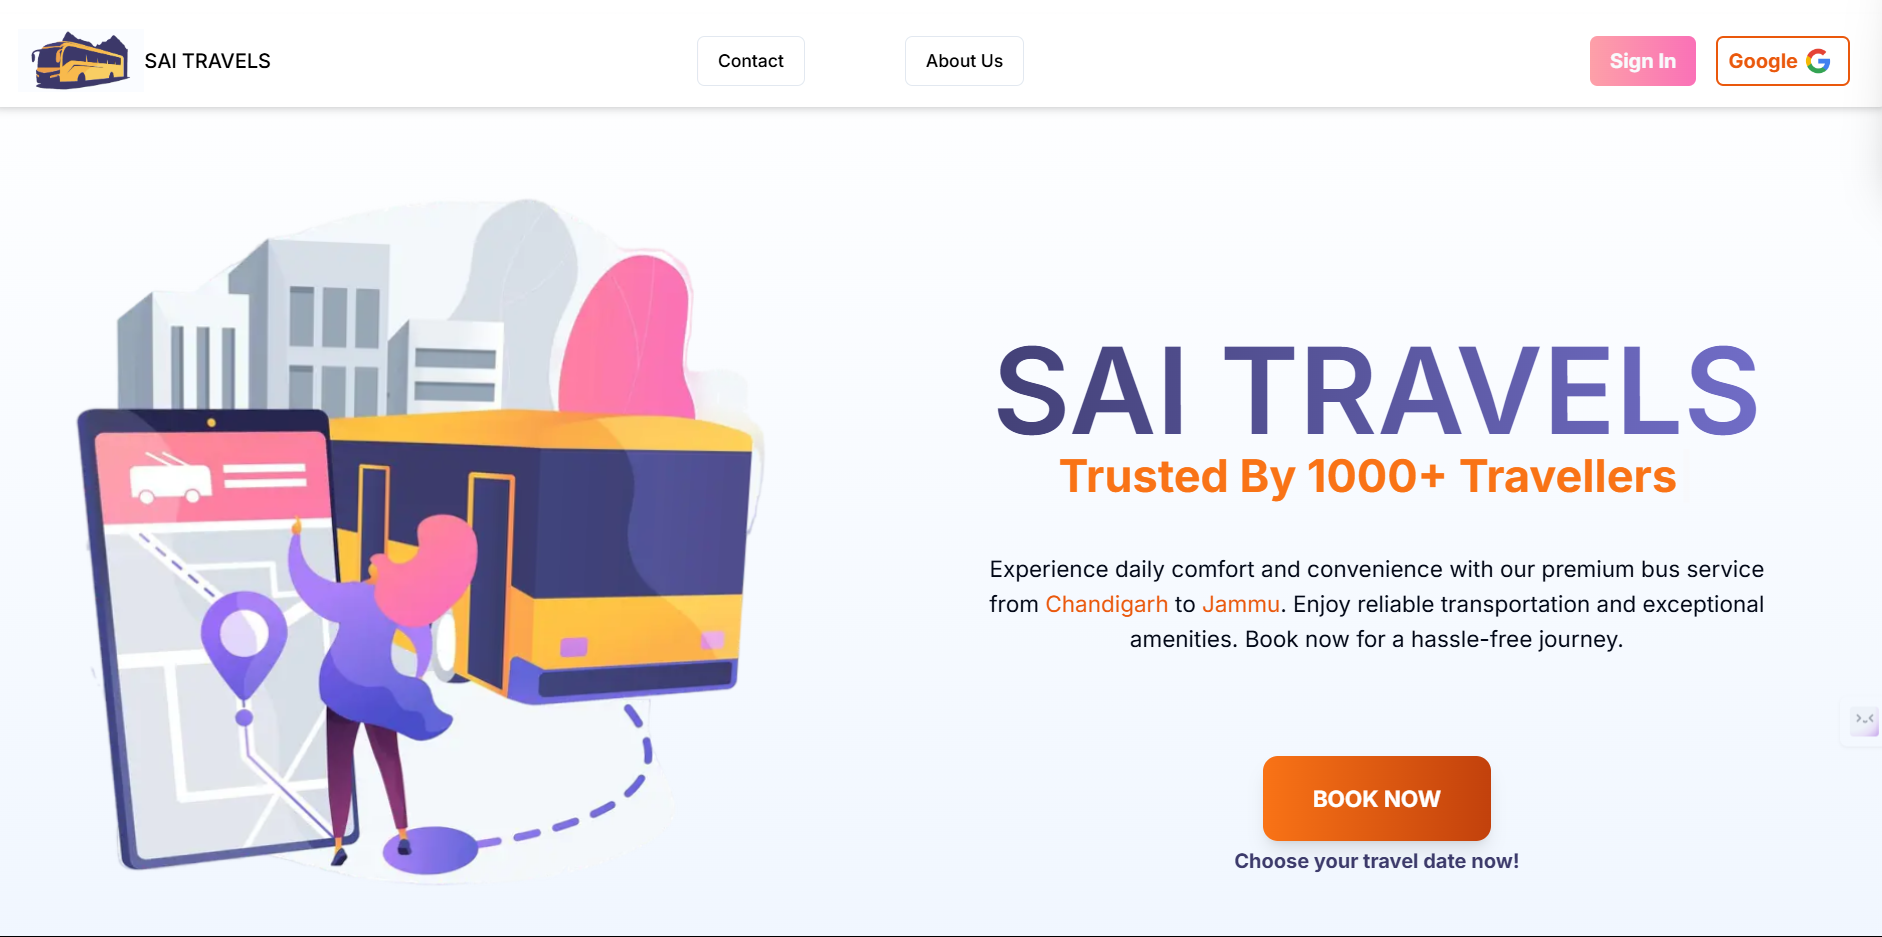 SAI TRAVELS
Contact
About Us
Sign In
Google
SAI TRAVELS
Trusted By 1000+ Travellers
Experience daily comfort and convenience with our premium bus service
from Chandigarh to Jammu. Enjoy reliable transportation and exceptional
amenities. Book now for a hassle-free journey.
BOOK NOW
Choose your travel date now!